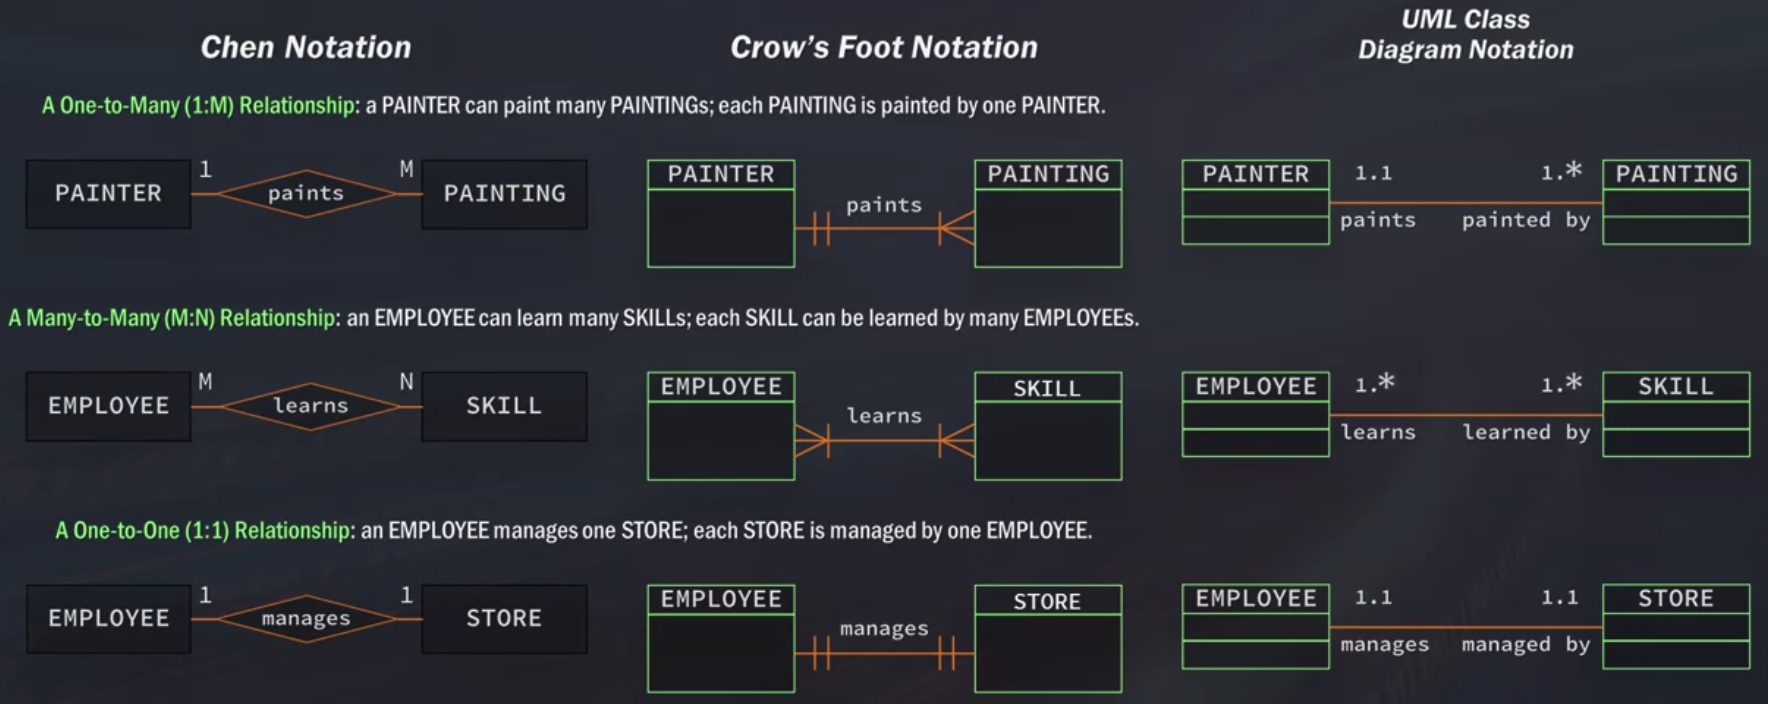 Chen Notation
Crow's Foot Notation
UML Class
Diagram Notation
A One-to-Many (1:M) Relationship: a PAINTER can paint many PAINTINGs; each PAINTING is painted by one PAINTER.
PAINTER
1
paints
M
PAINTING
PAINTER
paints
PAINTING
PAINTER
1.1
1.*
PAINTING
paints
painted by
A Many-to-Many (M:N) Relationship: an EMPLOYEE can learn many SKILLs; each SKILL can be learned by many EMPLOYEEs.
EMPLOYEE
M
learns
N
SKILL
EMPLOYEE
learns
SKILL
EMPLOYEE
1.*
1.*
SKILL
learns
learned by
A One-to-One (1:1) Relationship: an EMPLOYEE manages one STORE; each STORE is managed by one EMPLOYEE.
EMPLOYEE
1
manages
1
STORE
EMPLOYEE
manages
STORE
EMPLOYEE
1.1
1.1
STORE
manages
managed by